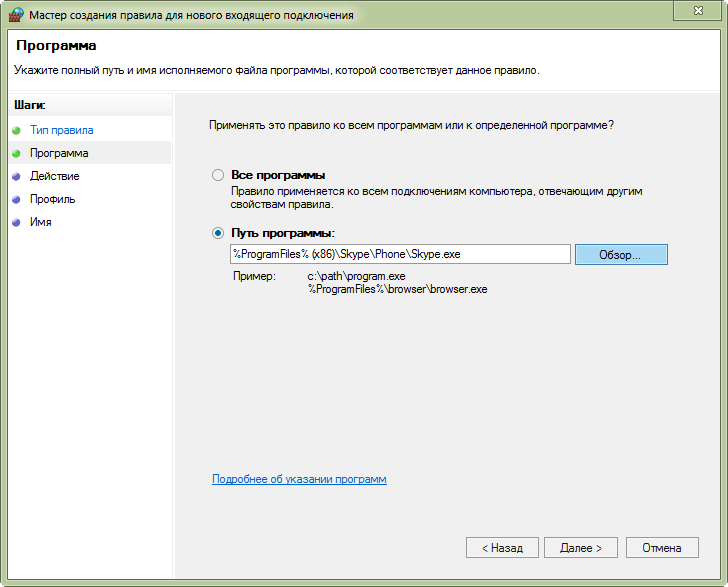 Мастер создания правила для нового входящего подключения
Программа
Укажите полный путь и имя исполняемого файла программы, которой соответствует данное правило.
Шаги:
Тип правила
Программа
Действие
Профиль
Имя
Применять это правило ко всем программам или к определенной программе?
Все программы
Правило применяется ко всем подключениям компьютера, отвечающим другим
свойствам правила.
Путь программы:
%ProgramFiles% (x86)\Skype\Phone\Skype.exe
Обзор...
Пример: c:\path\program.exe
%ProgramFiles%\browser\browser.exe
Подробнее об указании программ
< Назад
Далее >
Отмена